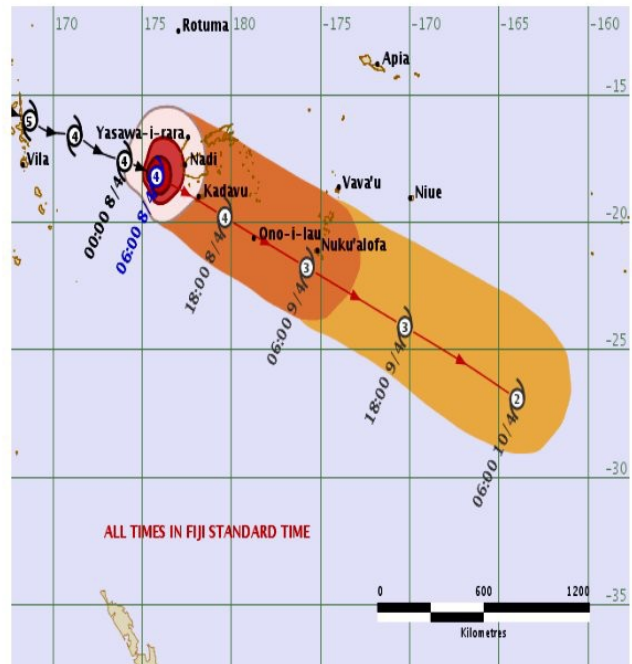 170
175
180
-175
-170
-165
-160
Rotuma
Apia
-15
5
4
Yasawa-i-rara
Vila
4
Nadi
4
Vava'u
Niue
Kadavu
00:00 8/4
06:00 8/4
4
-20
Ono-i-lau
Nuku'alofa
18:00 8/4
3
06:00 9/4
3
-25
18:00 9/4
2
06:00 10/4
-30
ALL TIMES IN FIJI STANDARD TIME
0 600 1200
-35
Kilometres